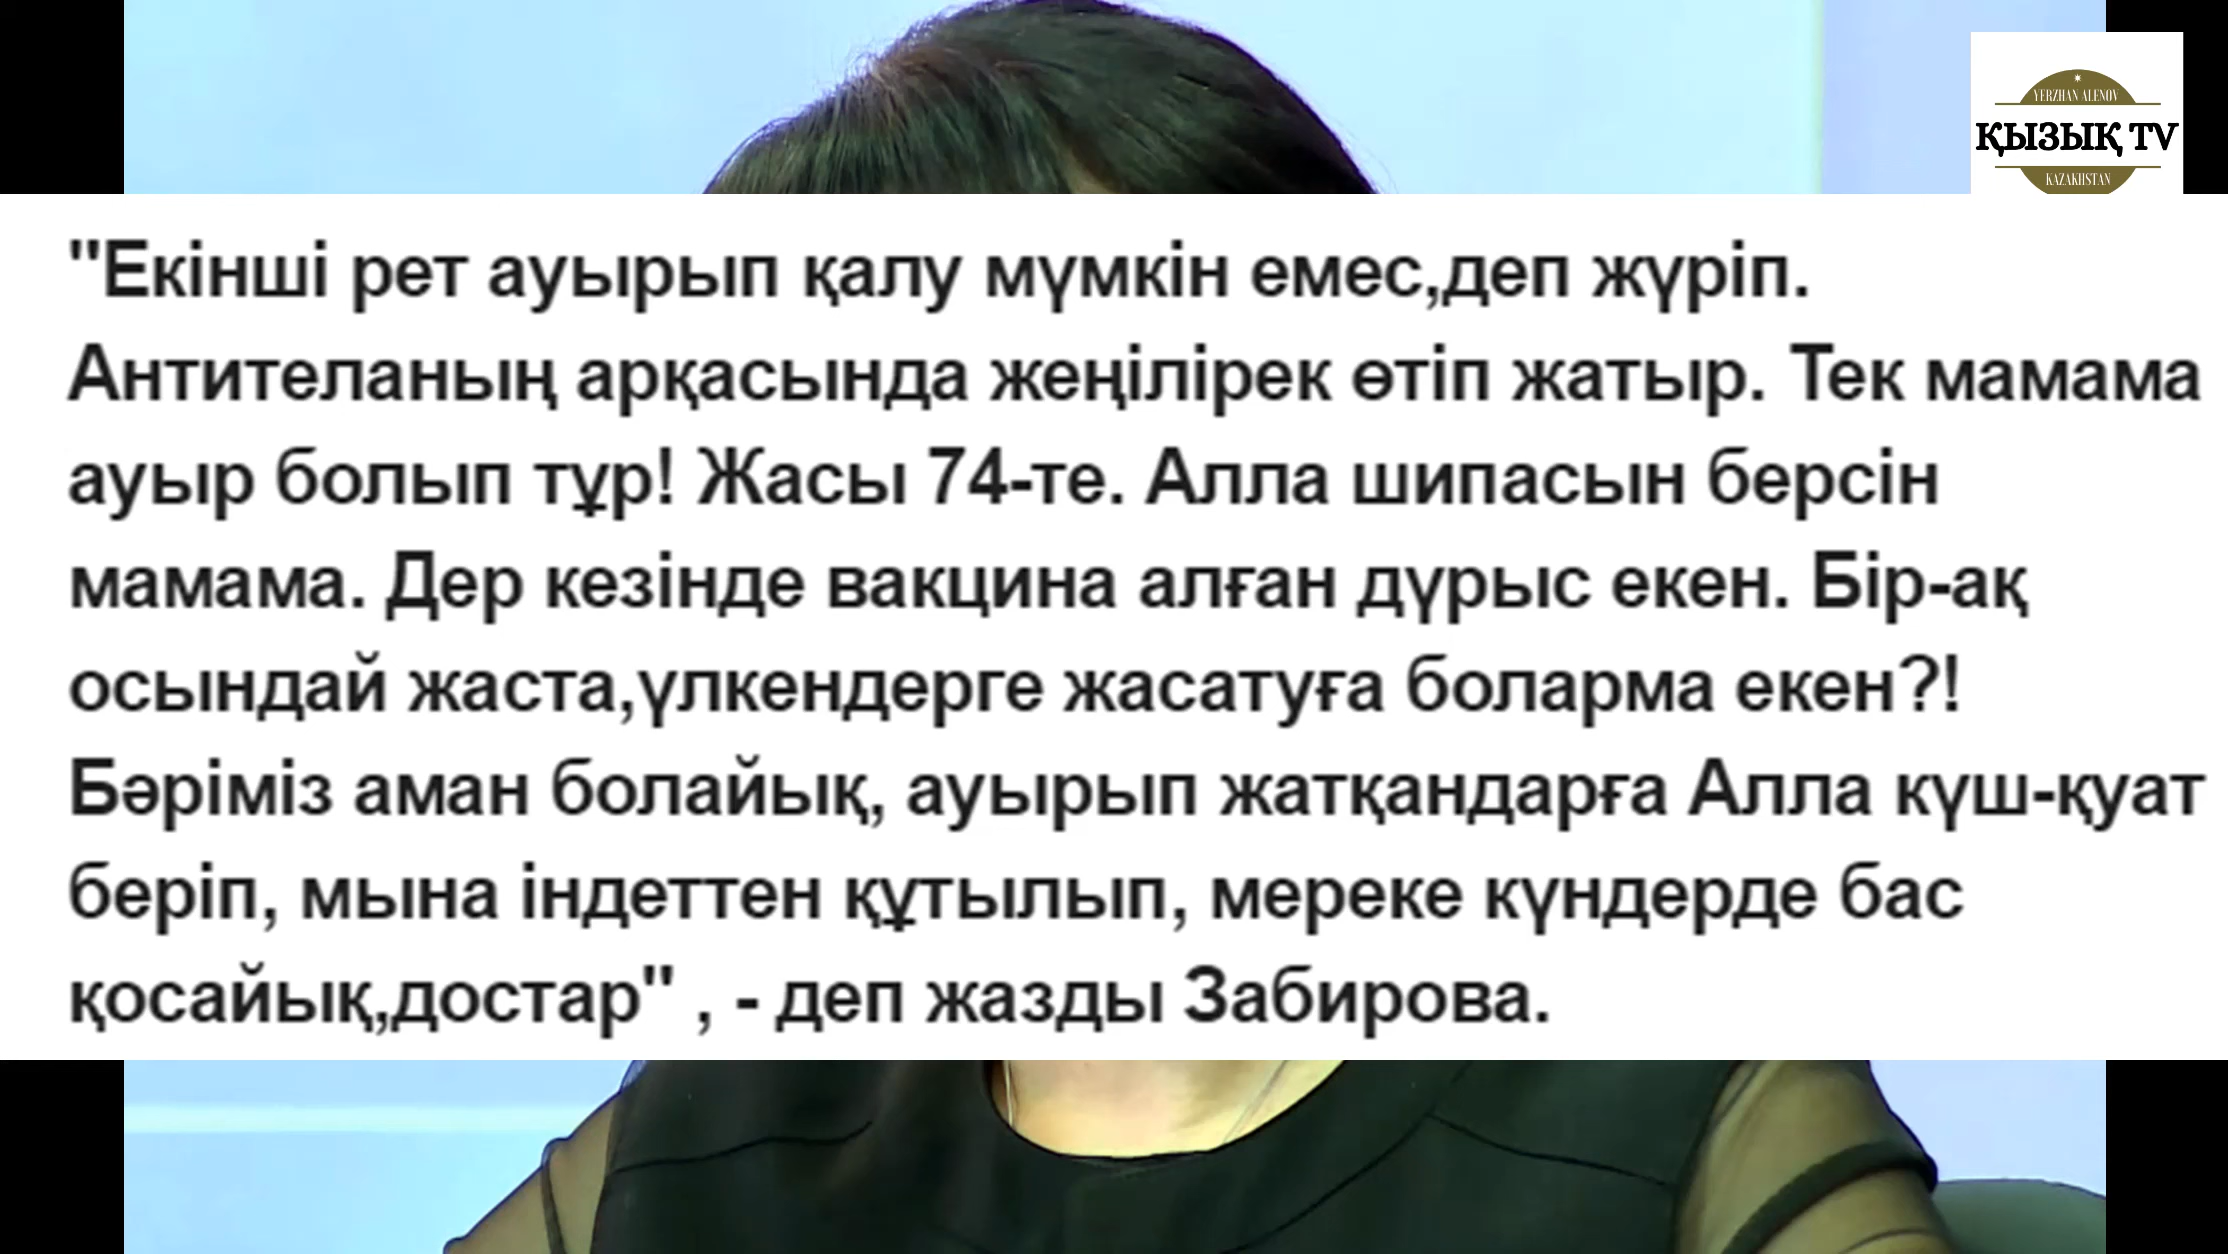 YERZHAN ALENOV
ҚЫЗЫҚ TV
KAZAKHSTAN
"Екінші рет ауырып қалу мүмкін емес,деп жүріп.
Антителаның арқасында жеңілірек өтіп жатыр. Тек мамама
ауыр болып тұр! Жасы 74-те. Алла шипасын берсін
мамама. Дер кезінде вакцина алған дүрыс екен. Бір-ақ
осындай жаста,үлкендерге жасатуға боларма екен?!
Бәріміз аман болайық, ауырып жатқандарға Алла күш-қуат
беріп, мына індеттен құтылып, мереке күндерде бас
қосайық,достар" , - деп жазды Забирова.